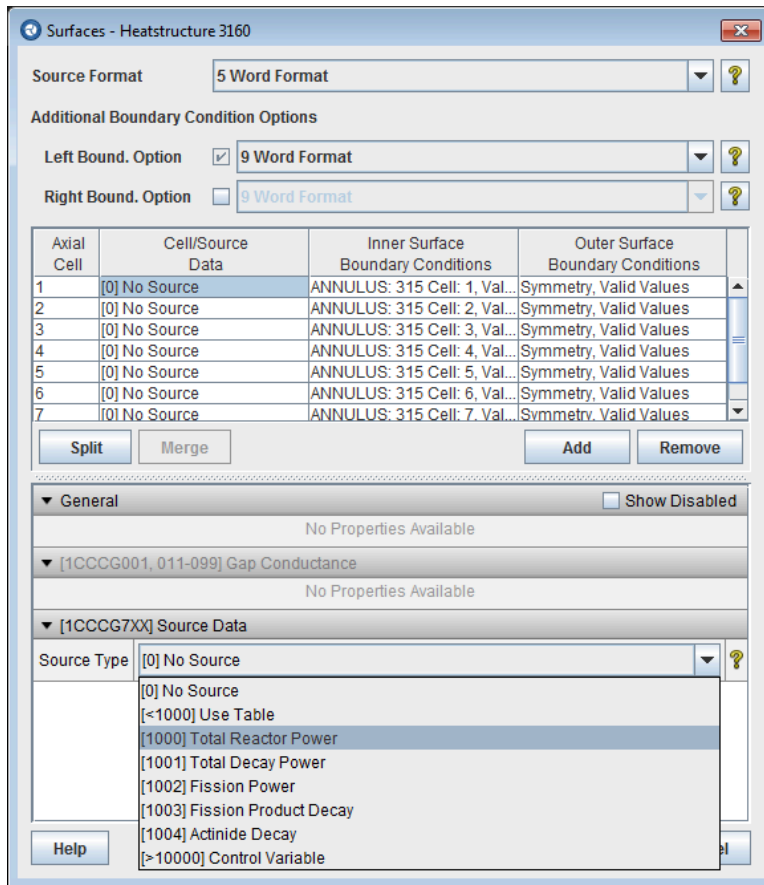 Surfaces - Heatstructure 3160
Source Format 5 Word Format
Additional Boundary Condition Options
Left Bound. Option 9 Word Format
Right Bound. Option 9 Word Format
Axial Cell/Source Inner Surface Outer Surface
Cell Data Boundary Conditions Boundary Conditions
1 [0] No Source ANNULUS: 315 Cell: 1, Val... Symmetry, Valid Values
2 [0] No Source ANNULUS: 315 Cell: 2, Val... Symmetry, Valid Values
3 [0] No Source ANNULUS: 315 Cell: 3, Val... Symmetry, Valid Values
4 [0] No Source ANNULUS: 315 Cell: 4, Val... Symmetry, Valid Values
5 [0] No Source ANNULUS: 315 Cell: 5, Val... Symmetry, Valid Values
6 [0] No Source ANNULUS: 315 Cell: 6, Val... Symmetry, Valid Values
7 [0] No Source ANNULUS: 315 Cell: 7, Val... Symmetry, Valid Values
Split Merge Add Remove
General Show Disabled
No Properties Available
[1CCCG001, 011-099] Gap Conductance
No Properties Available
[1CCCG7XX] Source Data
Source Type [0] No Source
[0] No Source
[<1000] Use Table
[1000] Total Reactor Power
[1001] Total Decay Power
[1002] Fission Power
[1003] Fission Product Decay
[1004] Actinide Decay
[>10000] Control Variable
Help